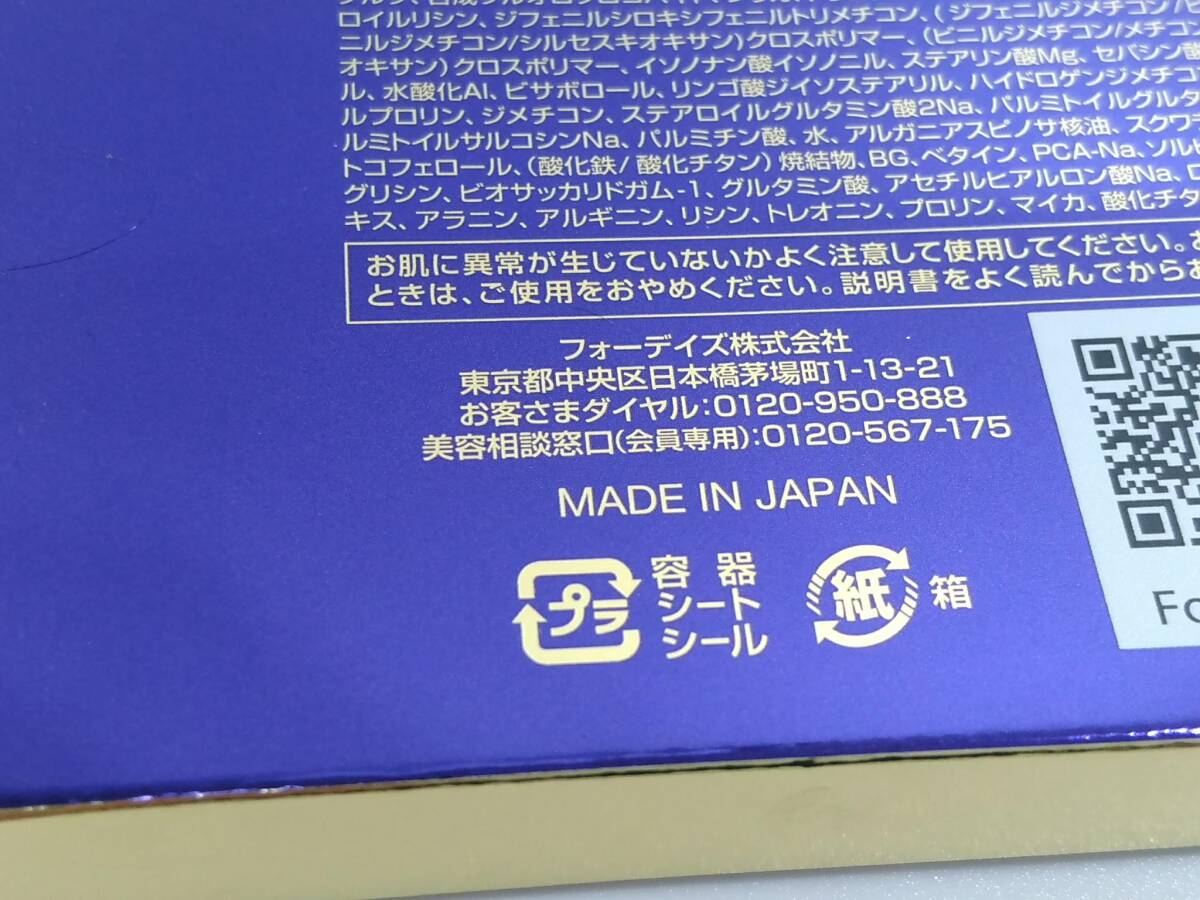 ロイルリシン、ジフェニルシロキシフェニルトリメチコン、(ジフェニルジメチコン/ビ
ニルジメチコン/シルセスキオキサン)クロスポリマー、(ビニルジメチコン/メチコン
オキサン)クロスポリマー、イソノナン酸イソノニル、ステアリン酸Mg、セバシン酸
ル、水酸化Al、ビサボロール、リンゴ酸ジイソステアリル、ハイドロゲンジメチコ
ルプロリン、ジメチコン、ステアロイルグルタミン酸2Na、パルミトイルグルタ
ルミトイルサルコシンNa、パルミチン酸、水、アルガニアスピノサ核油、スクワ
トコフェロール、(酸化鉄/酸化チタン)焼結物、BG、ベタイン、PCA-Na、ソルビ
グリシン、ビオサッカリドガム-1、グルタミン酸、アセチルヒアルロン酸Na、
キス、アラニン、アルギニン、リシン、トレオニン、プロリン、マイカ、酸化チタ
お肌に異常が生じていないかよく注意して使用してください。お
ときは、ご使用をおやめください。説明書をよく読んでからお
フォーデイズ株式会社
東京都中央区日本橋茅場町1-13-21
お客さまダイヤル:0120-950-888
美容相談窓口(会員専用):0120-567-175
MADE IN JAPAN
プラ 容器
シート
シール
紙 箱